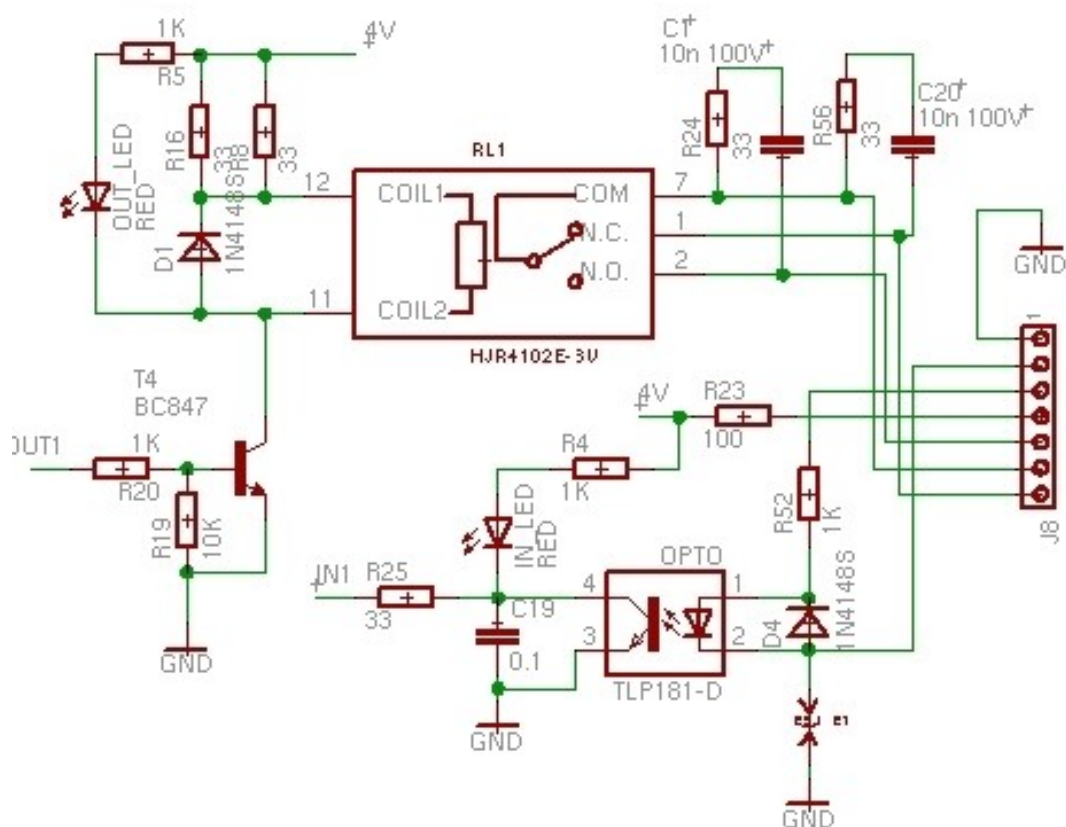 1K
R5
4V
C1
10n 100V
C20
10n 100V
R16
33
R8
33
R24
33
R56
33
OUT_LED
RED
D1
1N4148S
RL1
12
COIL1
COM
7
N.C.
1
N.O.
2
11
COIL2
HJR4102E-3V
GND
1
T4
BC847
OUT1
1K
R20
R19
10K
GND
4V
R23
100
R4
1K
IN_LED
RED
R52
1K
J8
IN1
R25
33
C19
0.1
GND
OPTO
4
1
3
2
TLP181-D
D4
1N4148S
GND